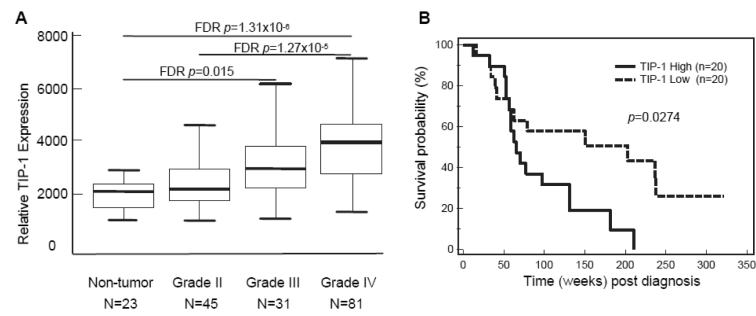 A
FDR p=1.31x10-6
FDR p=1.27x10-5
FDR p=0.015
8000
6000
4000
2000
0
Relative TIP-1 Expression
Non-tumor
Grade II
Grade III
Grade IV
N=23
N=45
N=31
N=81
B
100
80
60
40
20
0
Survival probability (%)
TIP-1 High (n=20)
TIP-1 Low (n=20)
p=0.0274
0
50
100
150
200
250
300
350
Time (weeks) post diagnosis